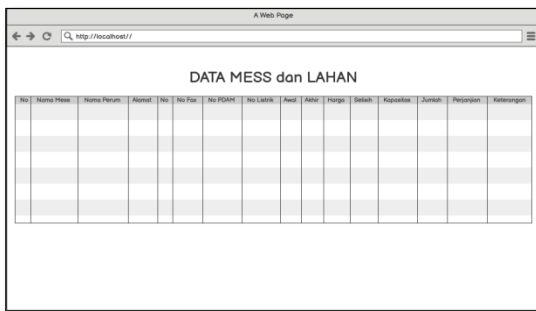 A Web Page
http://localhost//
DATA MESS dan LAHAN
No Nama Mess Nama Perum Alamat No No Fax No PDAM No Listrik Awal Akhir Harga Selisih Kapasitas Jumlah Perjanjian Keterangan